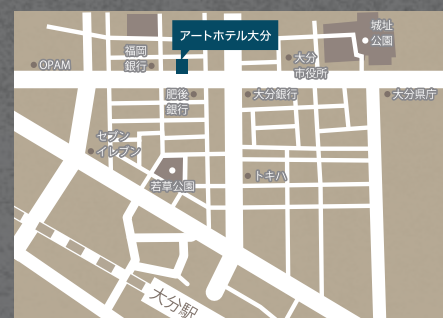 アートホテル大分
城址
公園
福岡
銀行
OPAM
大分
市役所
肥後
銀行
大分銀行
大分県庁
セブン
イレブン
若草公園
トキハ
大分駅